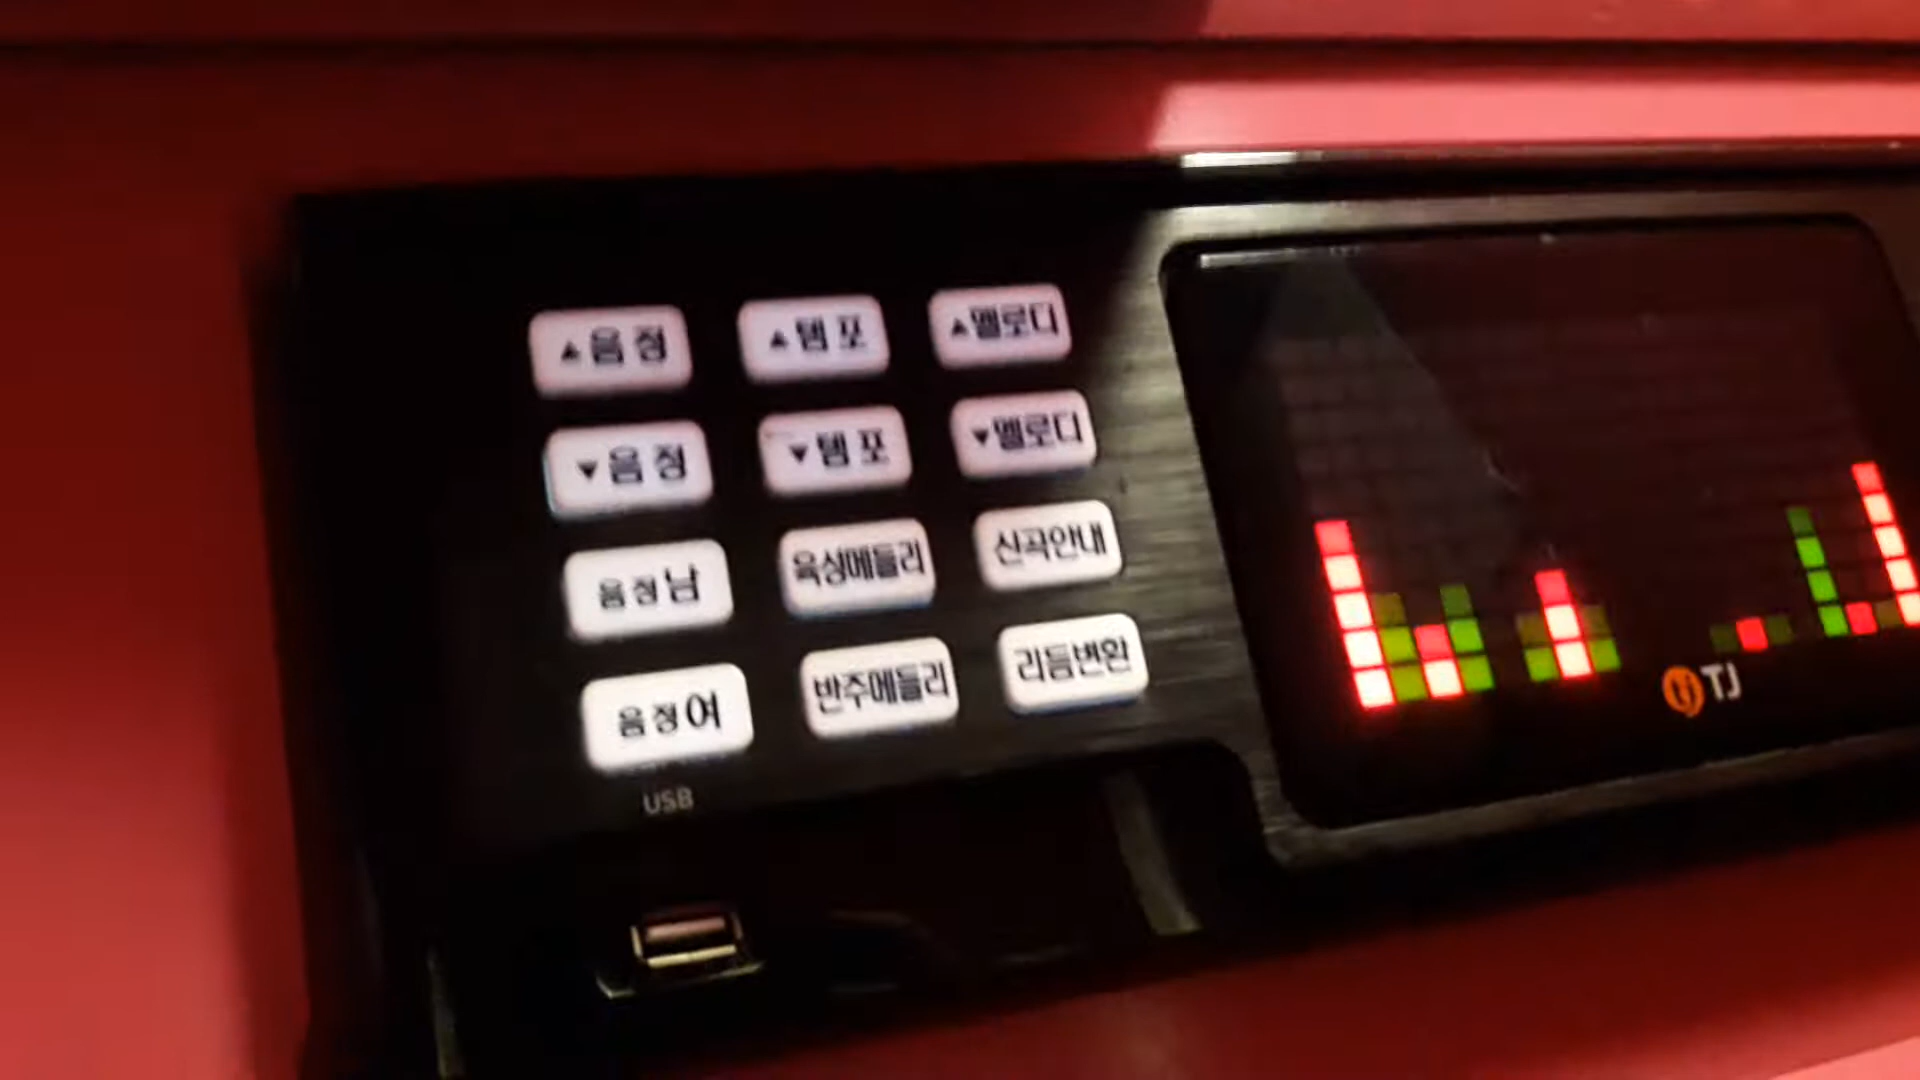 ▲음정 ▲템포 ▲멜로디
▼음정 ▼템포 ▼멜로디
음정남 육성메들리 신곡안내
음정여 반주메들리 리듬변환
TJ
USB